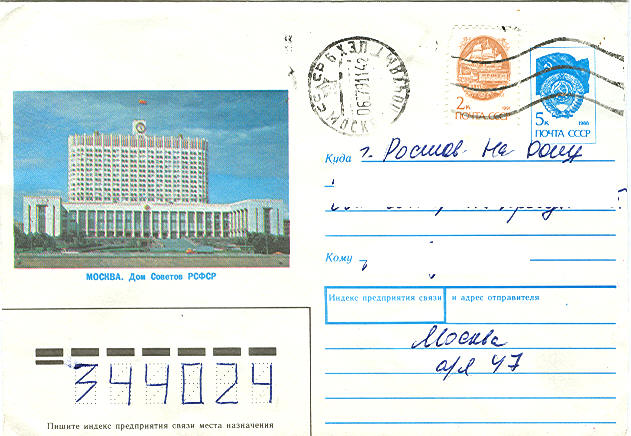 2к
1991
5к 1988
ПОЧТА СССР
ПОЧТА СССР
Куда г. Ростов на Дону
Кому
МОСКВА. Дом Советов РСФСР
Индекс предприятия связи и адрес отправителя
Москва
а/я 47
344024
Пишите индекс предприятия связи места назначения